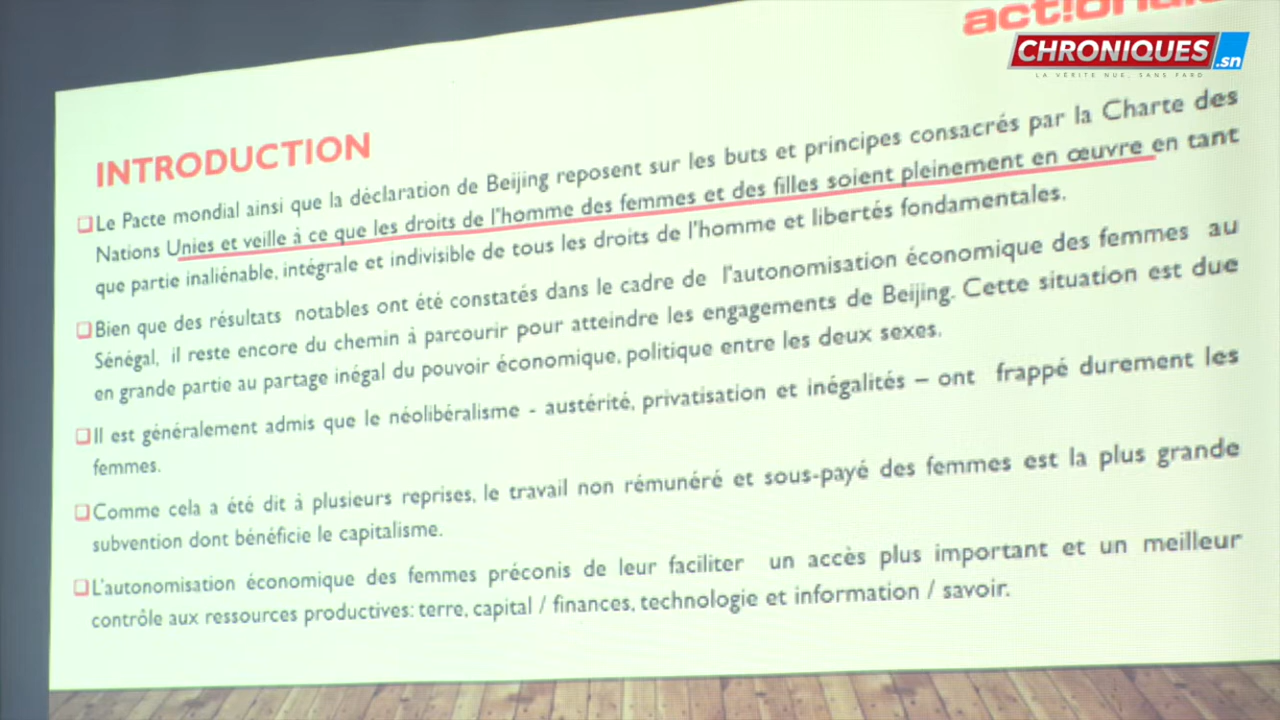 act!onaid
CHRONIQUES.sn
LA VÉRITÉ NUE, SANS FARD
INTRODUCTION
❑Le Pacte mondial ainsi que la déclaration de Beijing reposent sur les buts et principes consacrés par la Charte des
Nations Unies et veille à ce que les droits de l'homme des femmes et des filles soient pleinement en œuvre en tant
que partie inaliénable, intégrale et indivisible de tous les droits de l'homme et libertés fondamentales.
❑Bien que des résultats notables ont été constatés dans le cadre de l'autonomisation économique des femmes au
Sénégal, il reste encore du chemin à parcourir pour atteindre les engagements de Beijing. Cette situation est due
en grande partie au partage inégal du pouvoir économique, politique entre les deux sexes.
❑Il est généralement admis que le néolibéralisme - austérité, privatisation et inégalités – ont frappé durement les
femmes.
❑Comme cela a été dit à plusieurs reprises, le travail non rémunéré et sous-payé des femmes est la plus grande
subvention dont bénéficie le capitalisme.
❑L'autonomisation économique des femmes préconis de leur faciliter un accès plus important et un meilleur
contrôle aux ressources productives: terre, capital / finances, technologie et information / savoir.